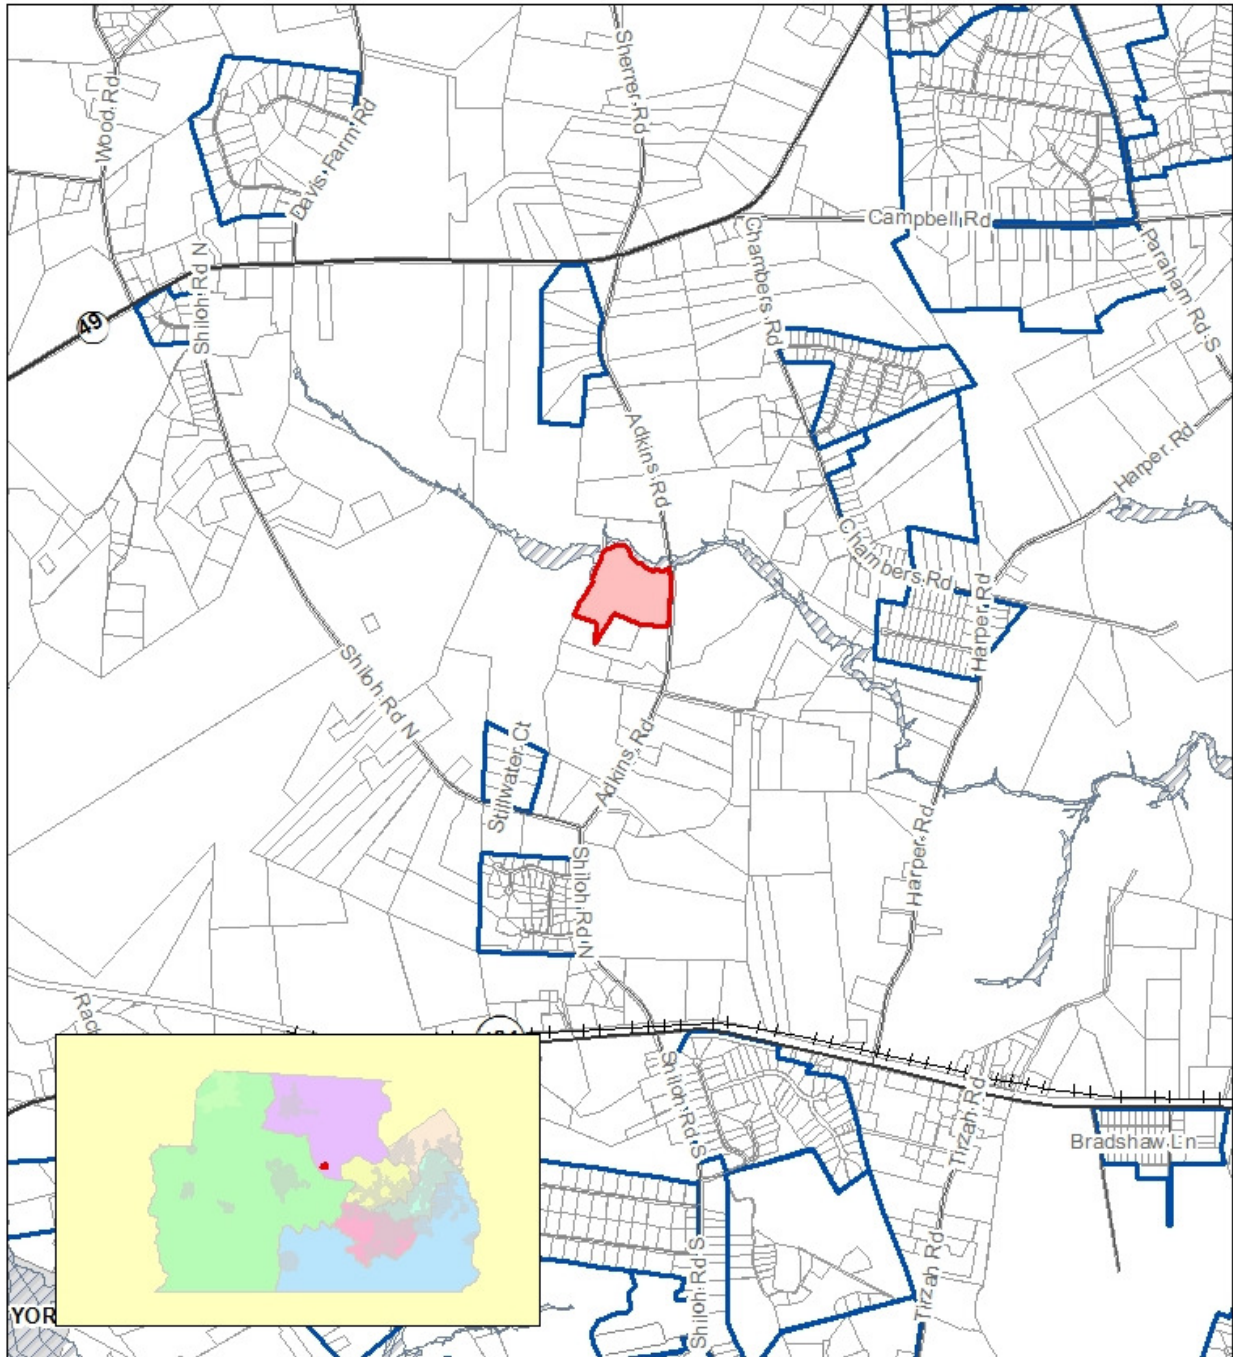 Sherrer Rd
Wood Rd
Davis Farm Rd
Campbell Rd
Chambers Rd
Paraham Rd S
Shiloh Rd N
49
Adkins Rd
Harper Rd
Chambers Rd
Harper Rd
Shiloh Rd N
Stillwater Ct
Adkins Rd
Harper Rd
Shiloh Rd N
Shiloh Rd S
Tirzah Rd
Bradshaw Ln
Shiloh Rd S
Tirzah Rd
YOR